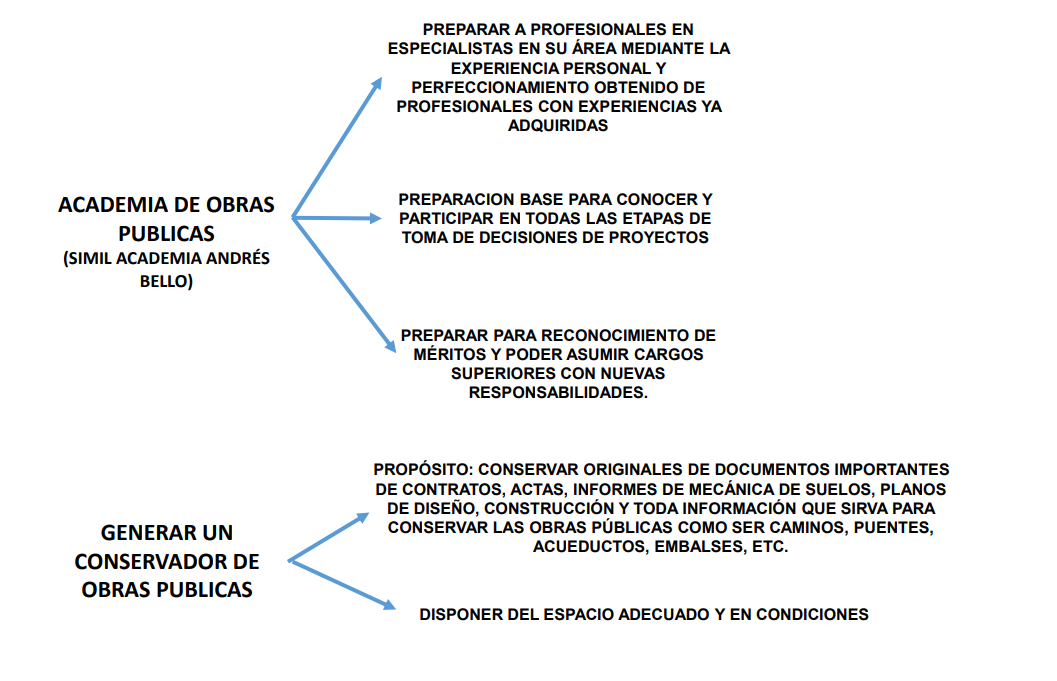 PREPARAR A PROFESIONALES EN
ESPECIALISTAS EN SU ÁREA MEDIANTE LA
EXPERIENCIA PERSONAL Y
PERFECCIONAMIENTO OBTENIDO DE
PROFESIONALES CON EXPERIENCIAS YA
ADQUIRIDAS
ACADEMIA DE OBRAS
PUBLICAS
(SIMIL ACADEMIA ANDRÉS
BELLO)
PREPARACION BASE PARA CONOCER Y
PARTICIPAR EN TODAS LAS ETAPAS DE
TOMA DE DECISIONES DE PROYECTOS
PREPARAR PARA RECONOCIMIENTO DE
MÉRITOS Y PODER ASUMIR CARGOS
SUPERIORES CON NUEVAS
RESPONSABILIDADES.
GENERAR UN
CONSERVADOR DE
OBRAS PUBLICAS
PROPÓSITO: CONSERVAR ORIGINALES DE DOCUMENTOS IMPORTANTES
DE CONTRATOS, ACTAS, INFORMES DE MECÁNICA DE SUELOS, PLANOS
DE DISEÑO, CONSTRUCCIÓN Y TODA INFORMACIÓN QUE SIRVA PARA
CONSERVAR LAS OBRAS PÚBLICAS COMO SER CAMINOS, PUENTES,
ACUEDUCTOS, EMBALSES, ETC.
DISPONER DEL ESPACIO ADECUADO Y EN CONDICIONES